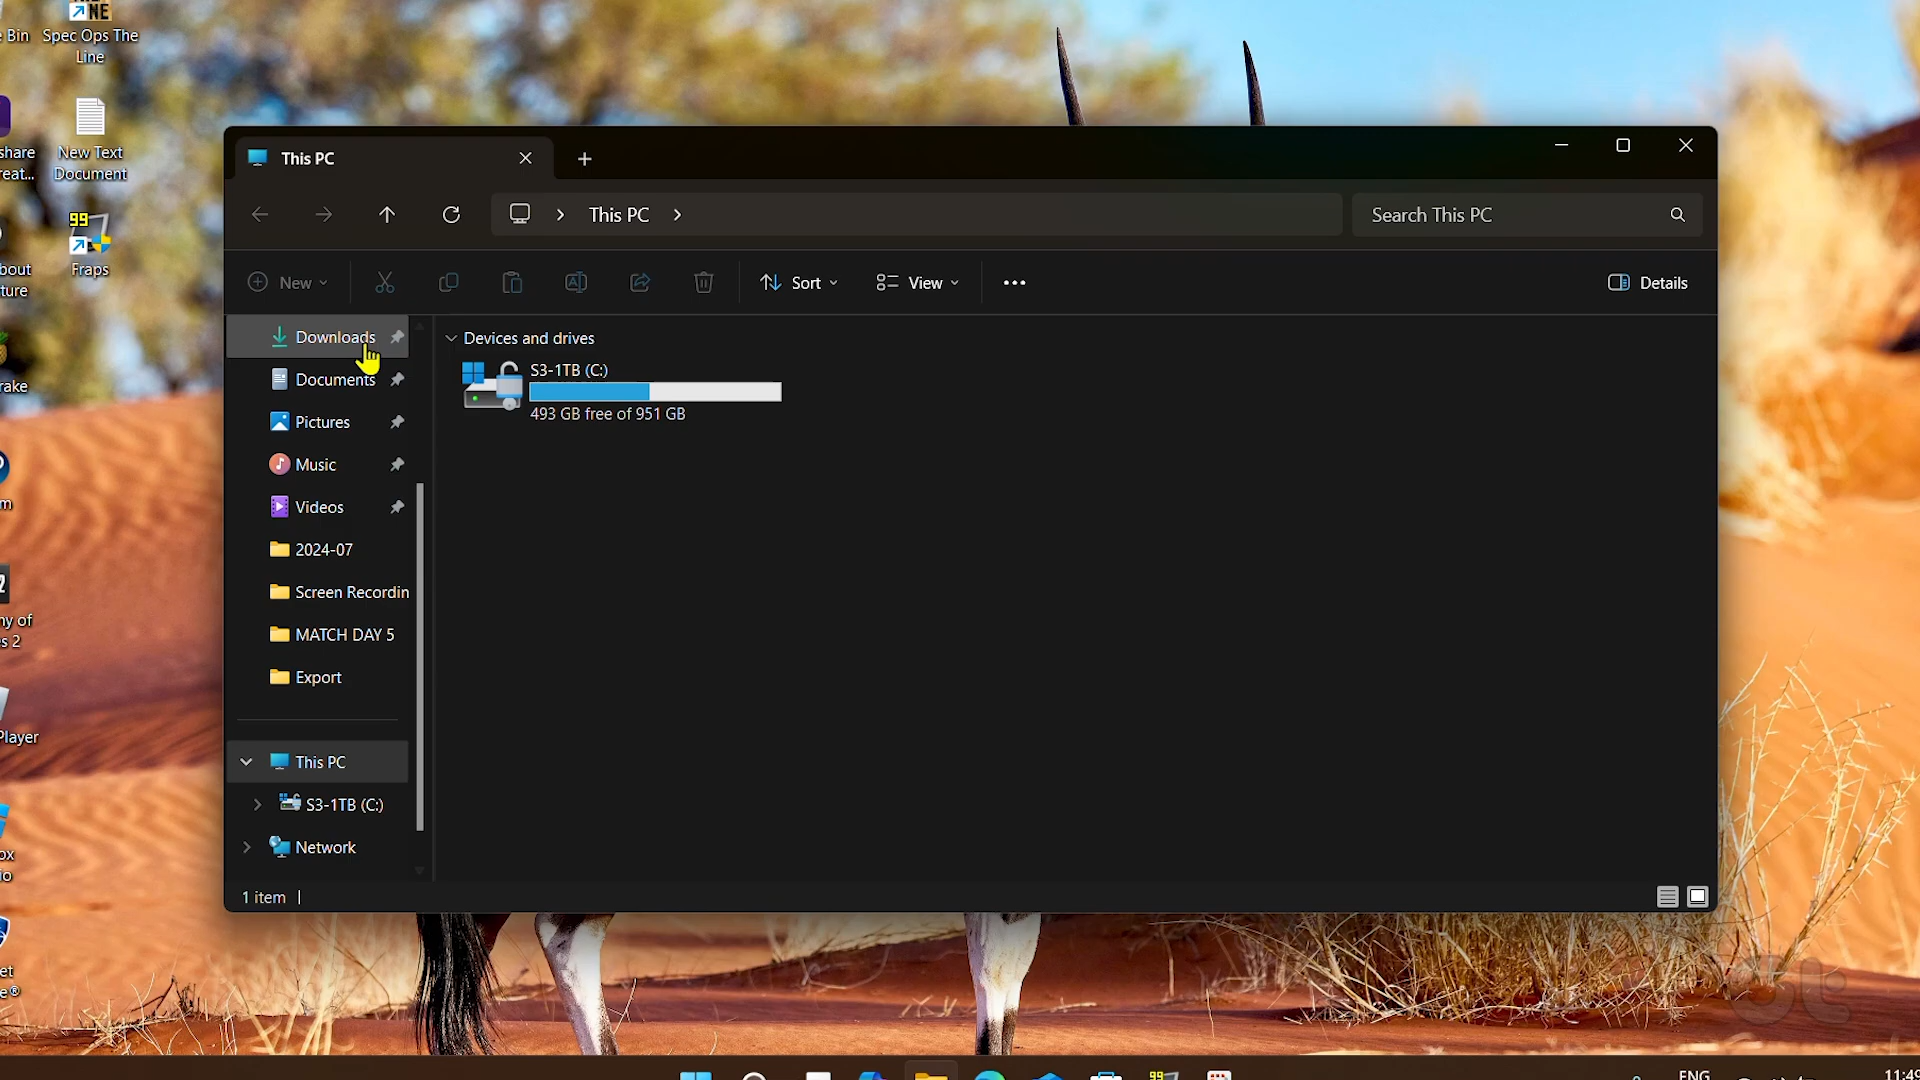 Bin
Spec Ops The
Line
New Text
Document
Fraps
Player
This PC
This PC
Search This PC
New
Sort
View
Details
Downloads
Documents
Pictures
Music
Videos
2024-07
Screen Recordin
MATCH DAY 5
Export
This PC
S3-1TB (C:)
Network
Devices and drives
S3-1TB (C:)
493 GB free of 951 GB
1 item
ENG